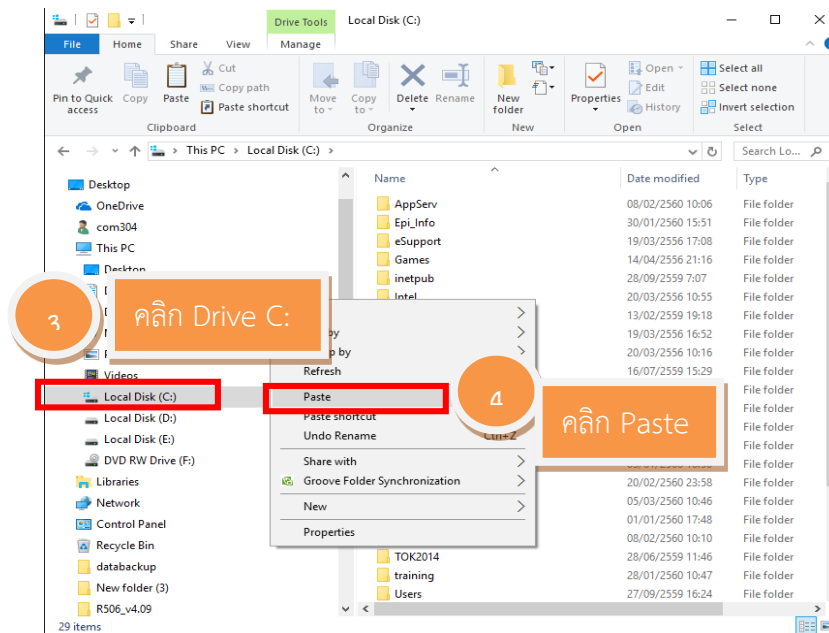 Drive Tools Local Disk (C:)
File Home Share View Manage
Pin to Quick access
Copy
Paste
Cut
Copy path
Paste shortcut
Move to
Copy to
Delete
Rename
New folder
Properties
Open
Edit
History
Select all
Select none
Invert selection
Clipboard Organize New Open Select
This PC > Local Disk (C:) >
Search Lo...
Desktop
OneDrive
com304
This PC
Desktop
Videos
Local Disk (C:)
Local Disk (D:)
Local Disk (E:)
DVD RW Drive (F:)
Libraries
Network
Control Panel
Recycle Bin
databackup
New folder (3)
R506_v4.09
29 items
Name Date modified Type
AppServ 08/02/2560 10:06 File folder
Epi_Info 30/01/2560 15:51 File folder
eSupport 19/03/2556 17:08 File folder
Games 14/04/2556 21:16 File folder
inetpub 28/09/2559 7:07 File folder
Intel 20/03/2556 10:55 File folder
13/02/2559 19:18 File folder
19/03/2556 16:52 File folder
20/03/2556 10:16 File folder
16/07/2559 15:29 File folder
File folder
File folder
File folder
File folder
File folder
20/02/2560 23:58 File folder
05/03/2560 10:46 File folder
01/01/2560 17:48 File folder
08/02/2560 10:10 File folder
TOK2014 28/06/2559 11:46 File folder
training 28/01/2560 10:47 File folder
Users 27/09/2559 16:24 File folder
๓
คลิก Drive C:
by
by
Refresh
Paste
Paste shortcut
Undo Rename Ctrl+Z
Share with
Groove Folder Synchronization
New
Properties
๔
คลิก Paste